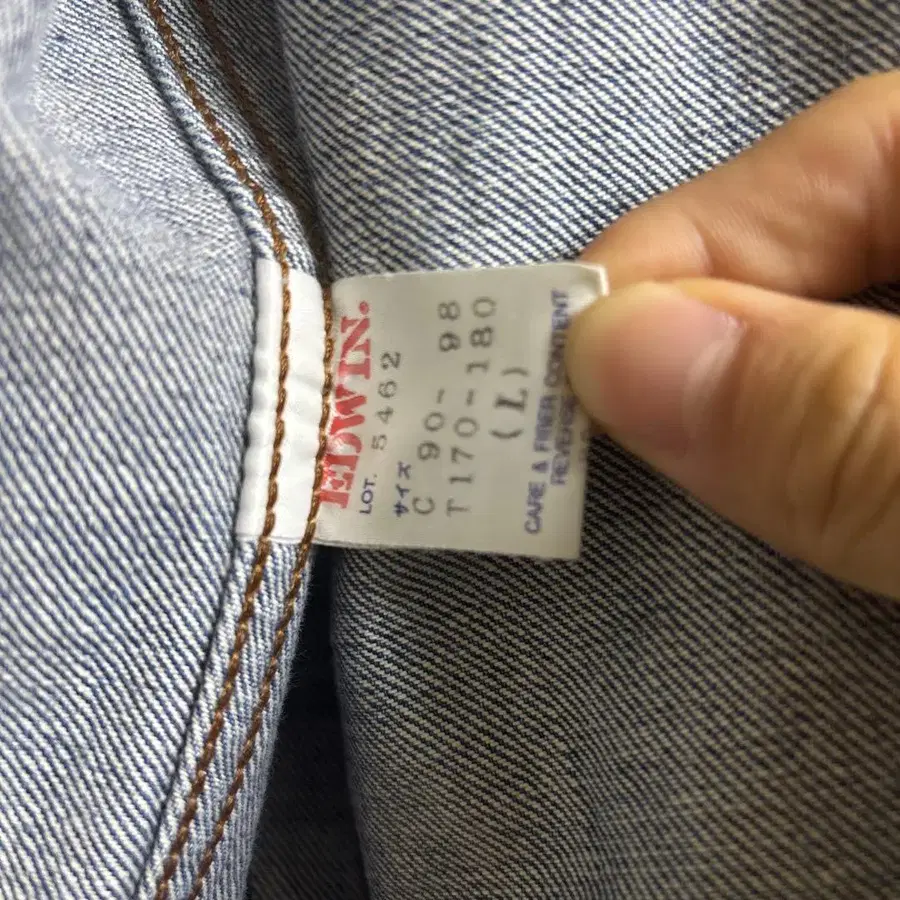 EDWIN®
LOT. 5462
サイズ
C 90-98
T170-180
(L)
CARE & FIBER CONTENT
REVERSE